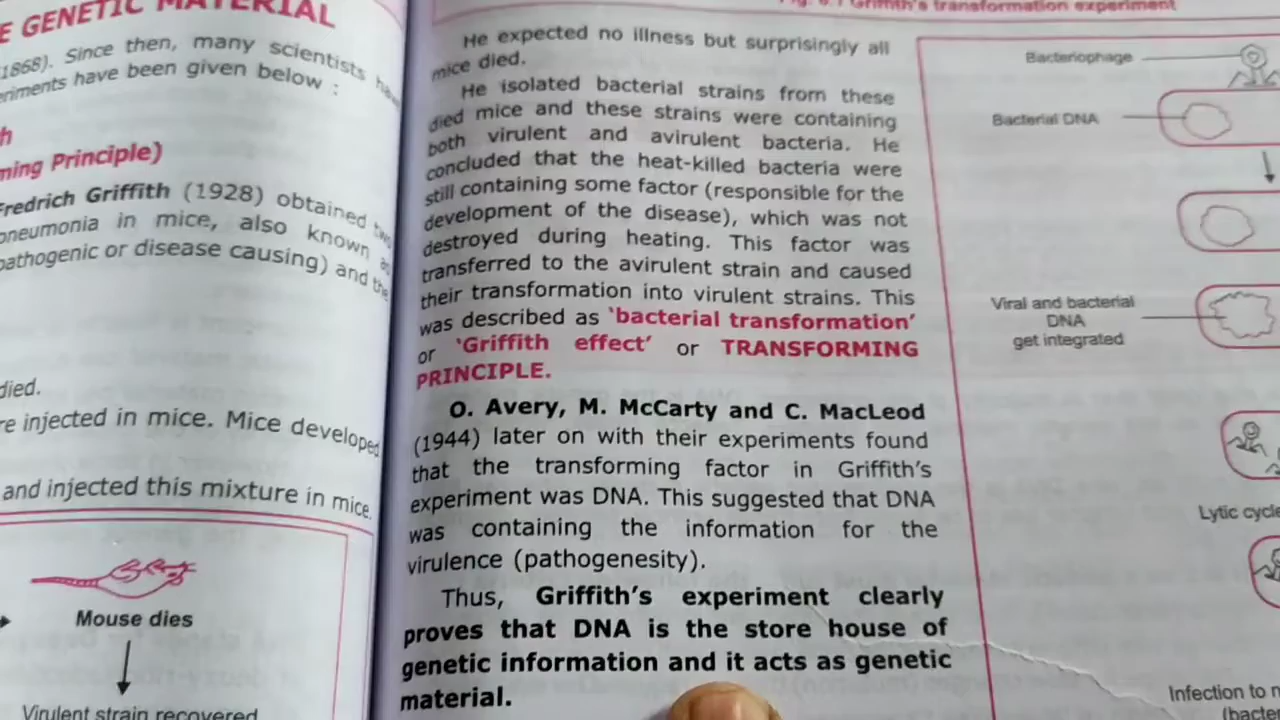 E GENETIC MATERIAL
1868). Since then, many scientists
eriments have been given below :
h
ming Principle)
Fredrich Griffith (1928) obtained
pneumonia in mice, also known
pathogenic or disease causing) and the
died.
re injected in mice. Mice developed
and injected this mixture in mice.
Mouse dies
Virulent strain recovered
Fig. 6.1 Griffith's transformation experiment
He expected no illness but surprisingly all
mice died.
He isolated bacterial strains from these
died mice and these strains were containing
both virulent and avirulent bacteria. He
concluded that the heat-killed bacteria were
still containing some factor (responsible for the
development of the disease), which was not
destroyed during heating. This factor was
transferred to the avirulent strain and caused
their transformation into virulent strains. This
was described as 'bacterial transformation'
or 'Griffith effect' or TRANSFORMING
PRINCIPLE.
O. Avery, M. McCarty and C. MacLeod
(1944) later on with their experiments found
that the transforming factor in Griffith's
experiment was DNA. This suggested that DNA
was containing the information for the
virulence (pathogenesity).
Thus, Griffith's experiment clearly
proves that DNA is the store house of
genetic information and it acts as genetic
material.
Bacteriophage
Bacterial DNA
Viral and bacterial
DNA
get integrated
Lytic cycle
Infection to
(bacter